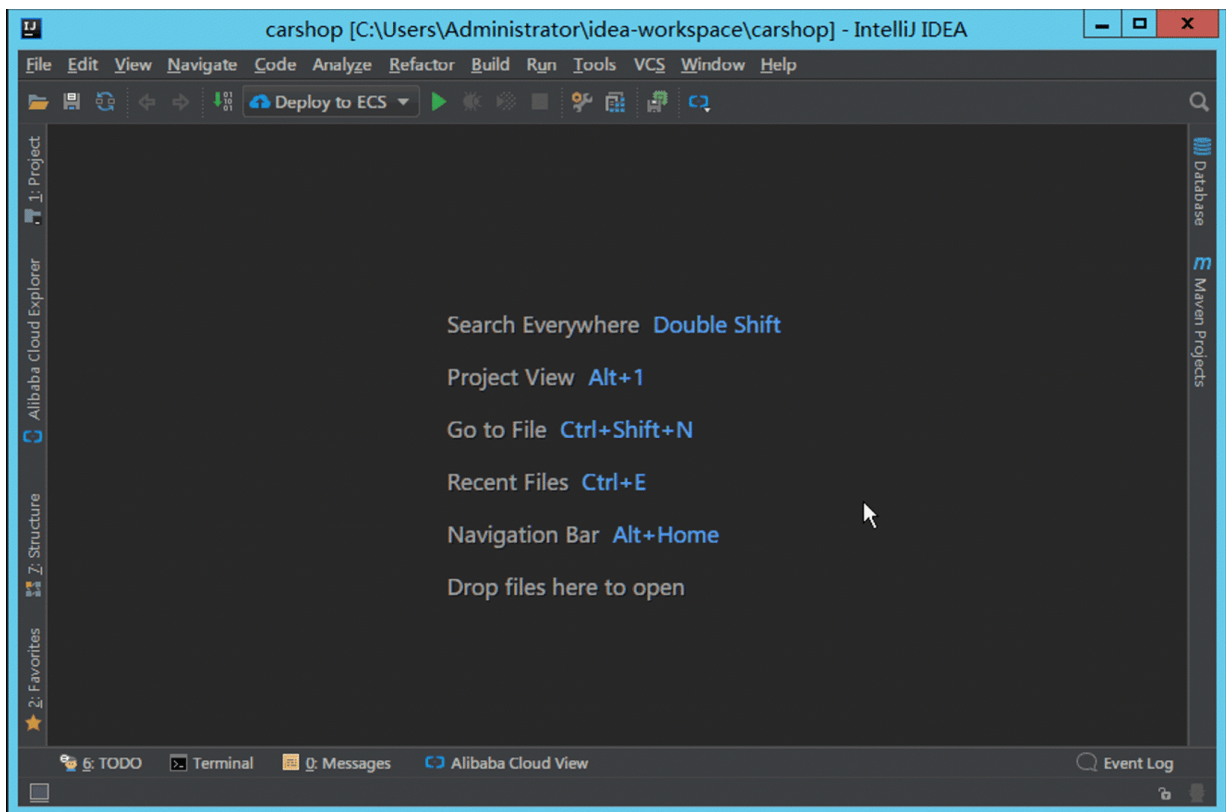 IJ
carshop [C:\Users\Administrator\idea-workspace\carshop] - IntelliJ IDEA
File Edit View Navigate Code Analyze Refactor Build Run Tools VCS Window Help
Deploy to ECS
1: Project
Alibaba Cloud Explorer
7: Structure
2: Favorites
Search Everywhere Double Shift
Project View Alt+1
Go to File Ctrl+Shift+N
Recent Files Ctrl+E
Navigation Bar Alt+Home
Drop files here to open
Database
m
Maven Projects
6: TODO Terminal 0: Messages Alibaba Cloud View Event Log